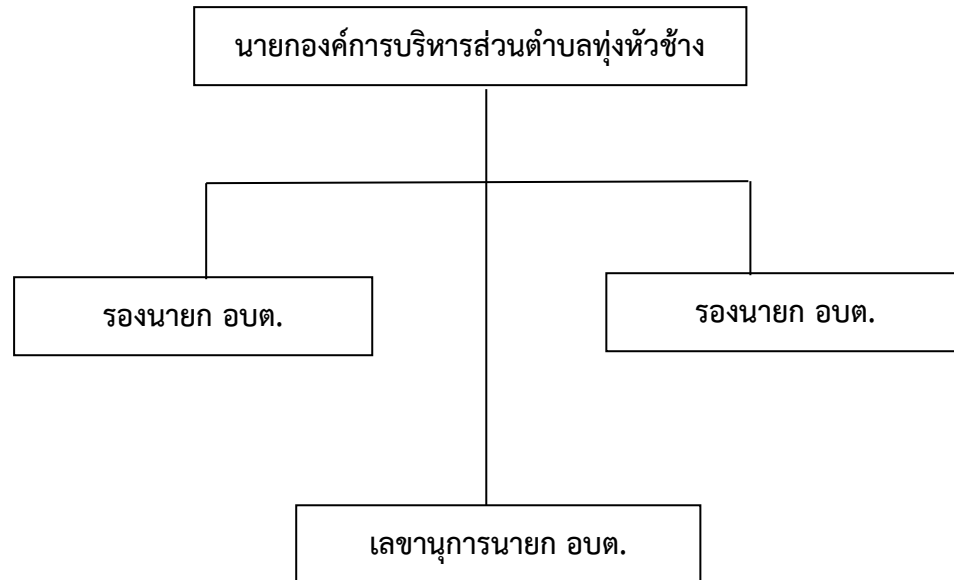 นายกองค์การบริหารส่วนตำบลทุ่งหัวช้าง
รองนายก อบต.
รองนายก อบต.
เลขานุการนายก อบต.